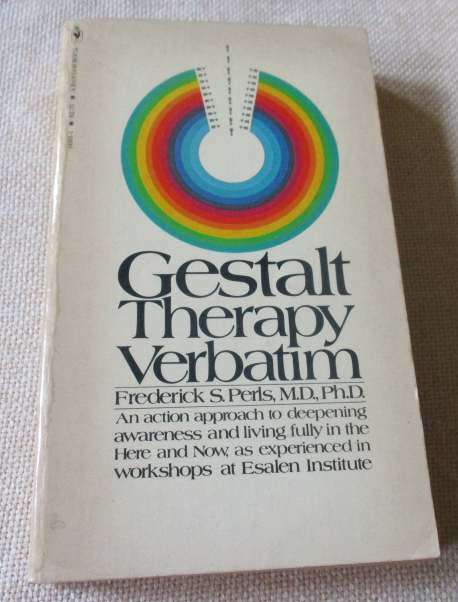 Gestalt
Therapy
Verbatim
Frederick S. Perls, M.D., Ph.D.
An action approach to deepening
awareness and living fully in the
Here and Now, as experienced in
workshops at Esalen Institute